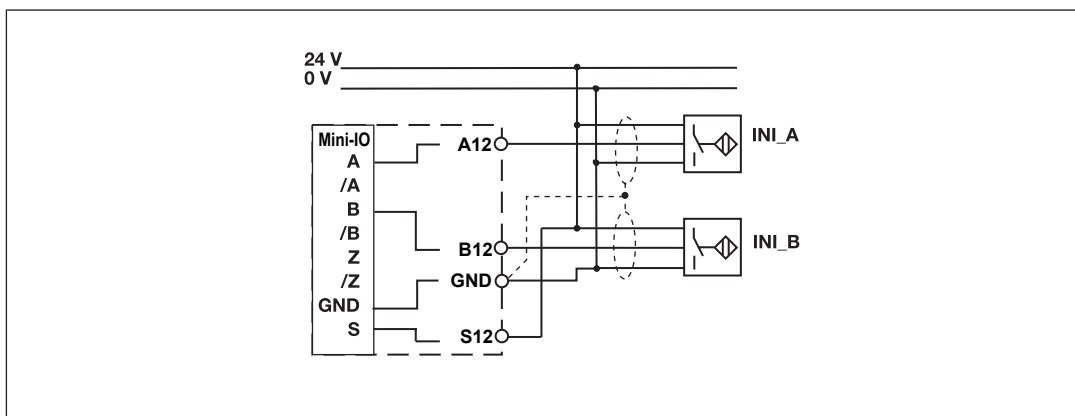 24 V
0 V
Mini-IO
A
/A
B
/B
Z
/Z
GND
S
A12
B12
GND
S12
INI_A
INI_B